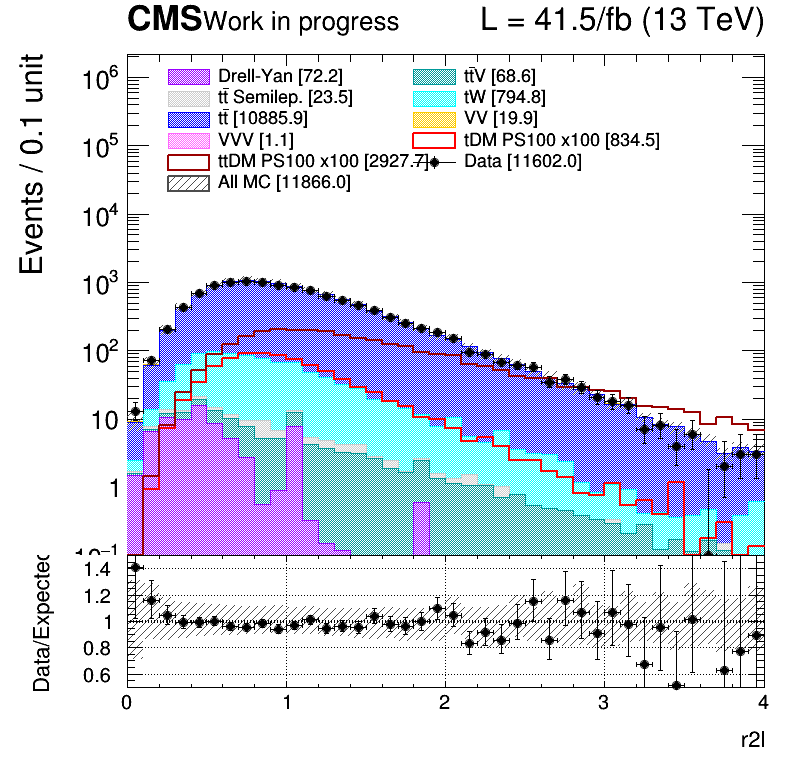 CMS Work in progress L = 41.5/fb (13 TeV)
Events / 0.1 unit
10⁶
10⁵
10⁴
10³
10²
10
1
10⁻¹
Drell-Yan [72.2]
tt̄V [68.6]
tt̄ Semilep. [23.5]
tW [794.8]
tt̄ [10885.9]
VV [19.9]
VVV [1.1]
tDM PS100 x100 [834.5]
ttDM PS100 x100 [2927.7]
Data [11602.0]
All MC [11866.0]
Data/Expected
1.4
1.2
1
0.8
0.6
0 1 2 3 4
r2l